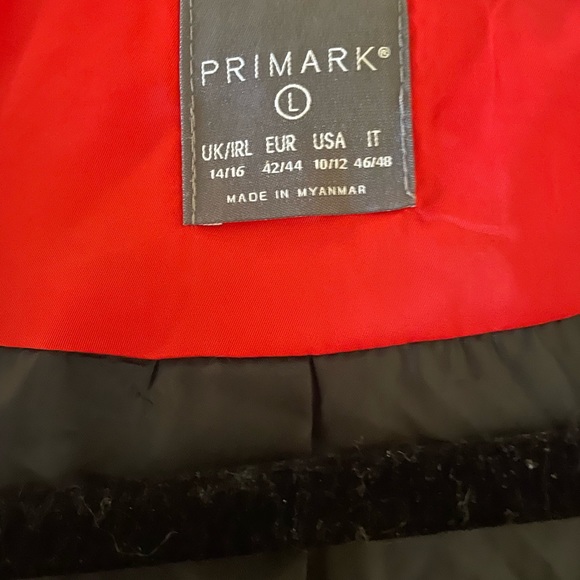 PRIMARK®
L
UK/IRL EUR USA IT
14/16 42/44 10/12 46/48
MADE IN MYANMAR